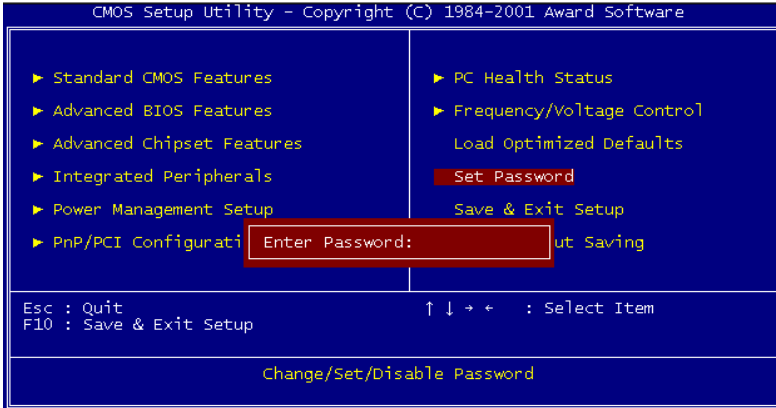 CMOS Setup Utility – Copyright (C) 1984–2001 Award Software
► Standard CMOS Features
► Advanced BIOS Features
► Advanced Chipset Features
► Integrated Peripherals
► Power Management Setup
► PnP/PCI Configurati
► PC Health Status
► Frequency/Voltage Control
Load Optimized Defaults
Set Password
Save & Exit Setup
ut Saving
Enter Password:
Esc : Quit
F10 : Save & Exit Setup
↑ ↓ → ← : Select Item
Change/Set/Disable Password